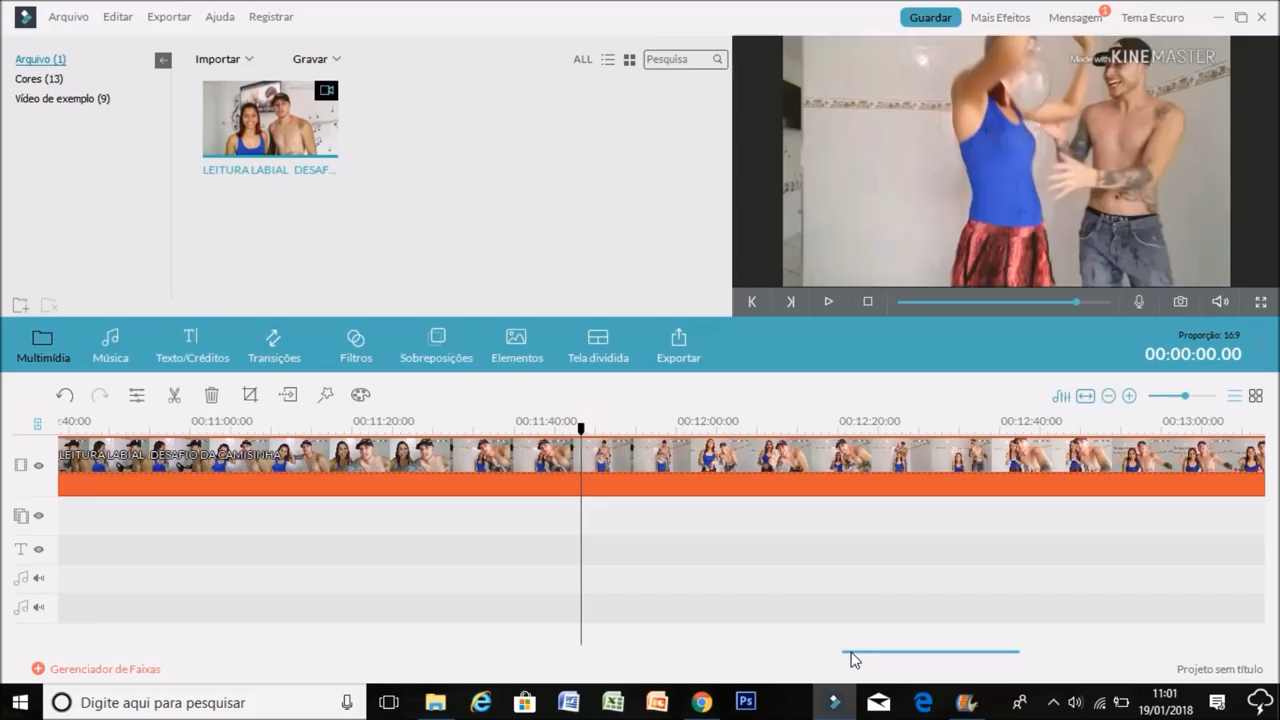 Arquivo Editar Exportar Ajuda Registrar Guardar Mais Efeitos Mensagem 1 Tema Escuro
Arquivo (1)
Cores (13)
Vídeo de exemplo (9)
Importar Gravar ALL Pesquisa
LEITURA LABIAL DESAF...
Made with KINEMASTER
Multimídia Música Texto/Créditos Transições Filtros Sobreposições Elementos Tela dividida Exportar
Proporção: 16:9
00:00:00.00
:40:00 00:11:00:00 00:11:20:00 00:11:40:00 00:12:00:00 00:12:20:00 00:12:40:00 00:13:00:00
LEITURA LABIAL DESAFIO DA CAMISINHA
Gerenciador de Faixas
Projeto sem título
Digite aqui para pesquisar
Ps
11:01
19/01/2018